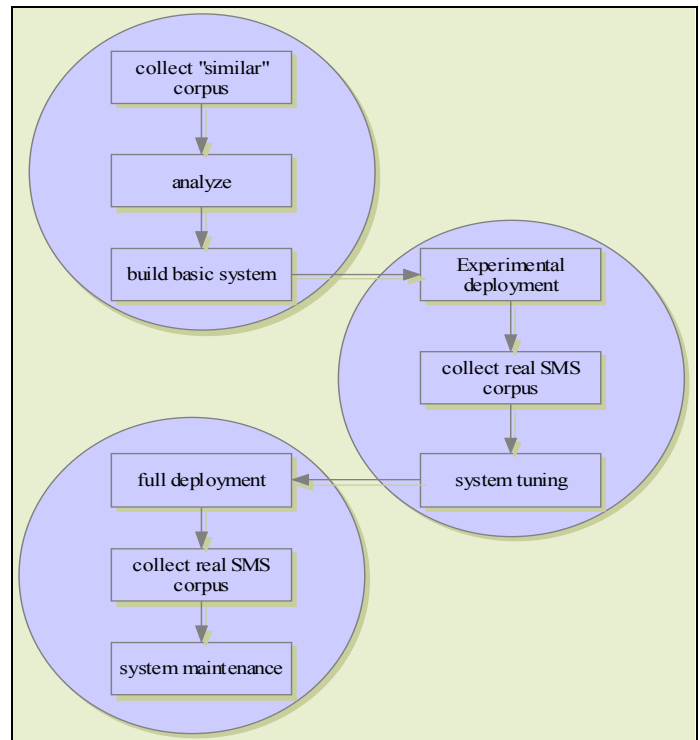 collect "similar"
corpus
analyze
build basic system
Experimental
deployment
collect real SMS
corpus
system tuning
full deployment
collect real SMS
corpus
system maintenance